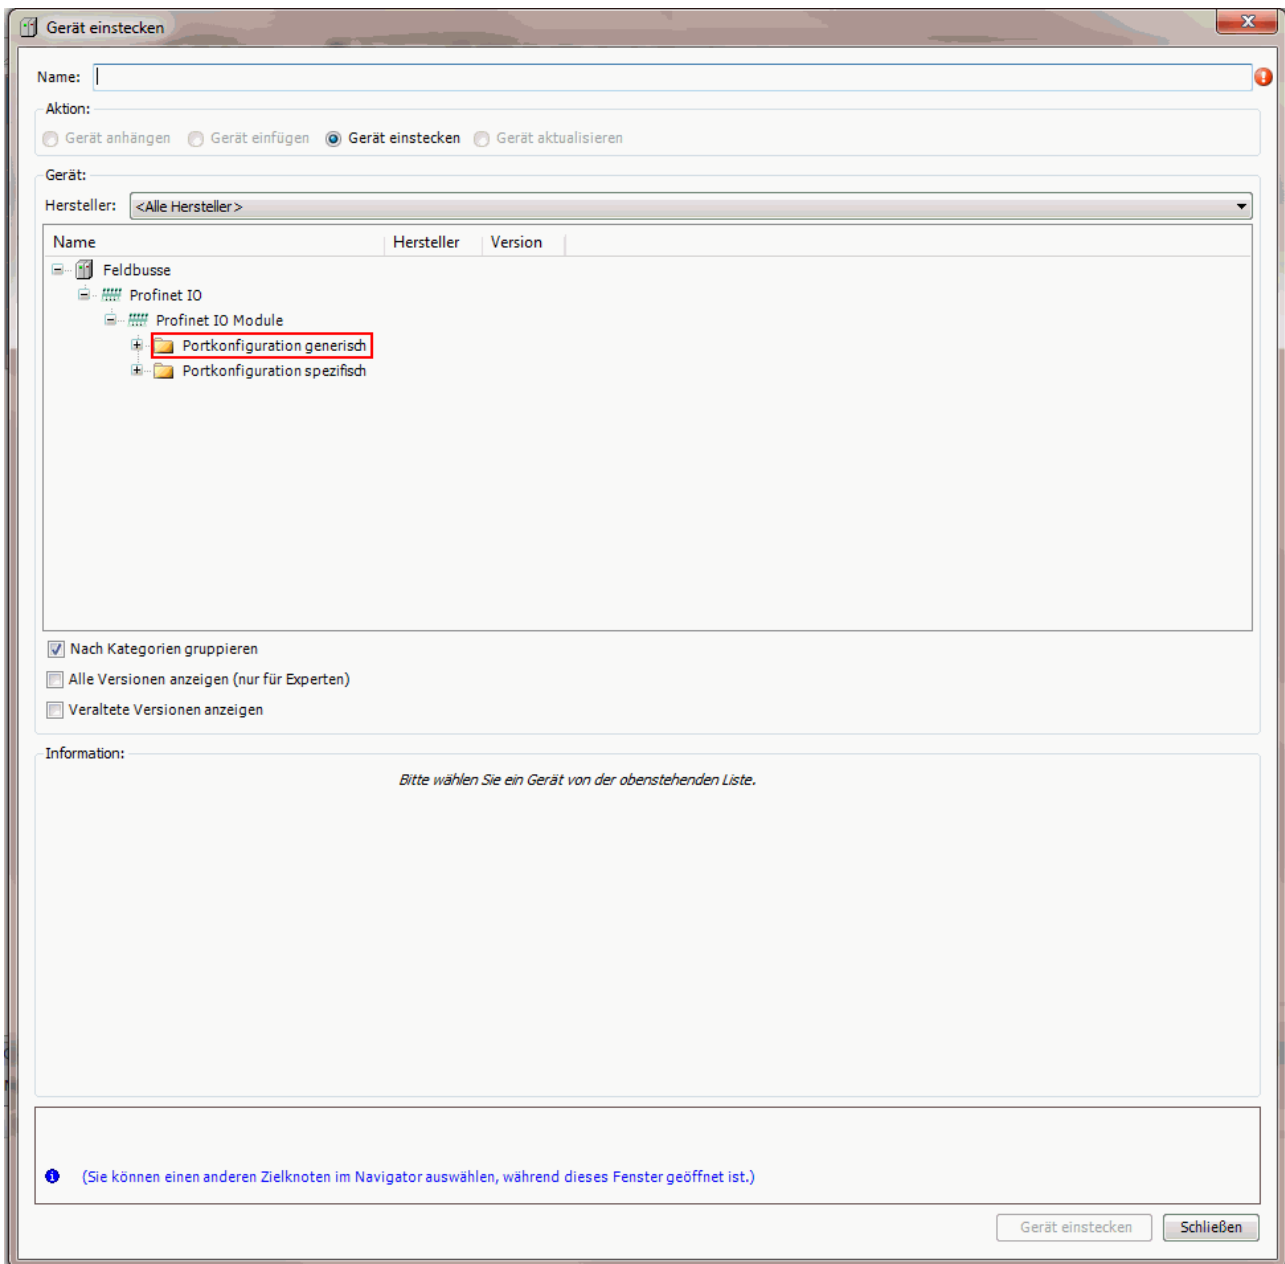 Gerät einstecken
Name:
Aktion:
Gerät anhängen Gerät einfügen Gerät einstecken Gerät aktualisieren
Gerät:
Hersteller: <Alle Hersteller>
Name Hersteller Version
Feldbusse
Profinet IO
Profinet IO Module
Portkonfiguration generisch
Portkonfiguration spezifisch
Nach Kategorien gruppieren
Alle Versionen anzeigen (nur für Experten)
Veraltete Versionen anzeigen
Information:
Bitte wählen Sie ein Gerät von der obenstehenden Liste.
(Sie können einen anderen Zielknoten im Navigator auswählen, während dieses Fenster geöffnet ist.)
Gerät einstecken Schließen